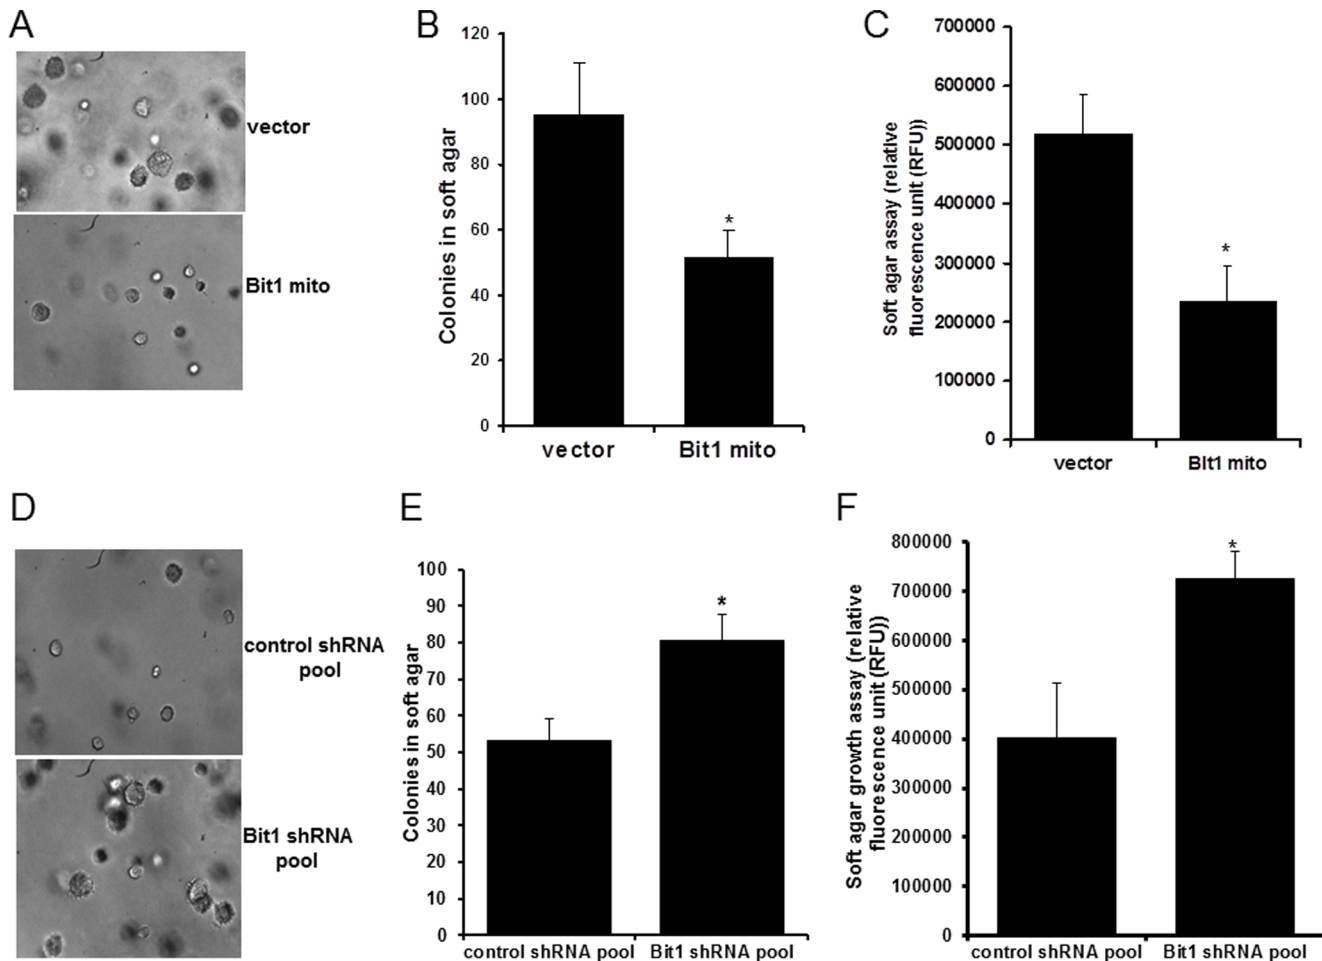 A
vector
Bit1 mito
B
Colonies in soft agar
120
100
80
60
40
20
0
*
vector
Bit1 mito
C
Soft agar assay (relative
fluorescence unit (RFU))
700000
600000
500000
400000
300000
200000
100000
0
*
vector
BIt1 mito
D
control shRNA
pool
Bit1 shRNA
pool
E
Colonies in soft agar
100
90
80
70
60
50
40
30
20
10
0
*
control shRNA pool
Bit1 shRNA pool
F
Soft agar growth assay (relative
fluorescence unit (RFU))
800000
700000
600000
500000
400000
300000
200000
100000
0
*
control shRNA pool
Bit1 shRNA pool